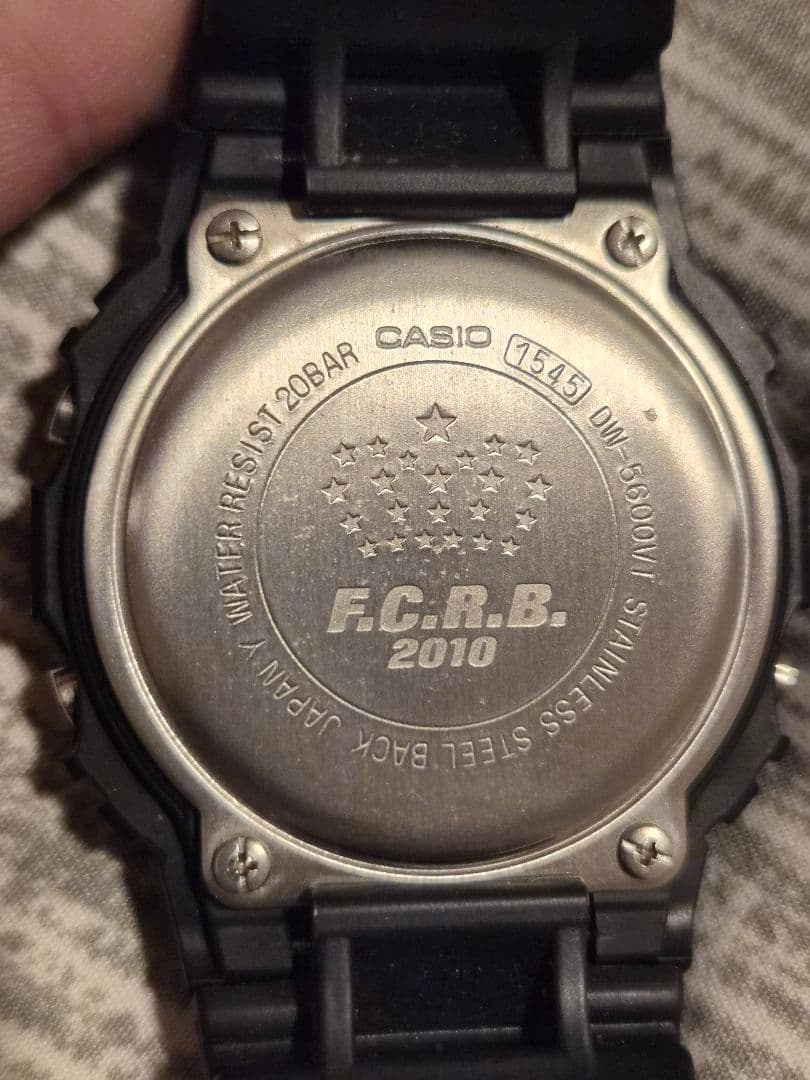 CASIO 1545 DW-5600VT STAINLESS STEEL BACK JAPAN Y WATER RESIST 20BAR
F.C.R.B.
2010